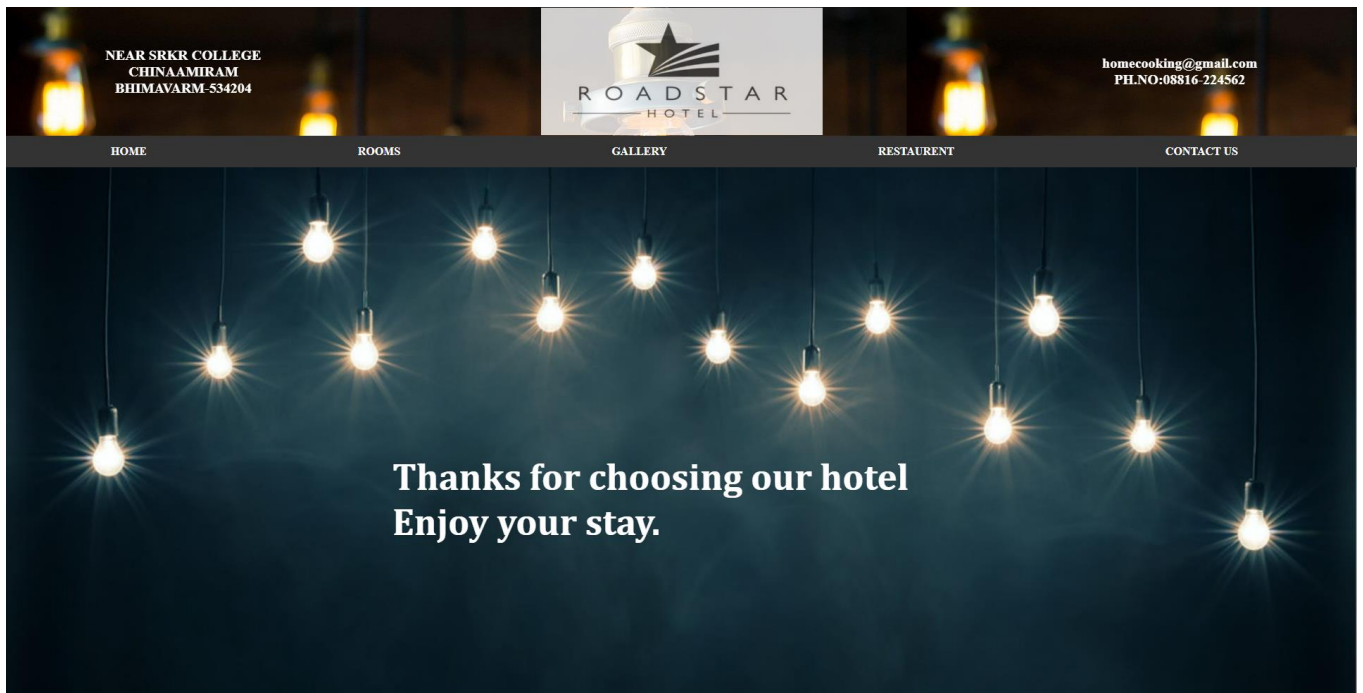 NEAR SRKR COLLEGE
CHINAAMIRAM
BHIMAVARM-534204
ROADSTAR
HOTEL
homecooking@gmail.com
PH.NO:08816-224562
HOME
ROOMS
GALLERY
RESTAURENT
CONTACT US
Thanks for choosing our hotel
Enjoy your stay.